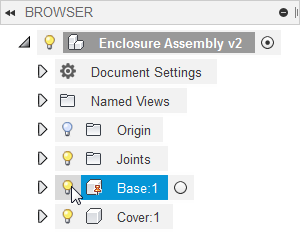 BROWSER
Enclosure Assembly v2
Document Settings
Named Views
Origin
Joints
Base:1
Cover:1